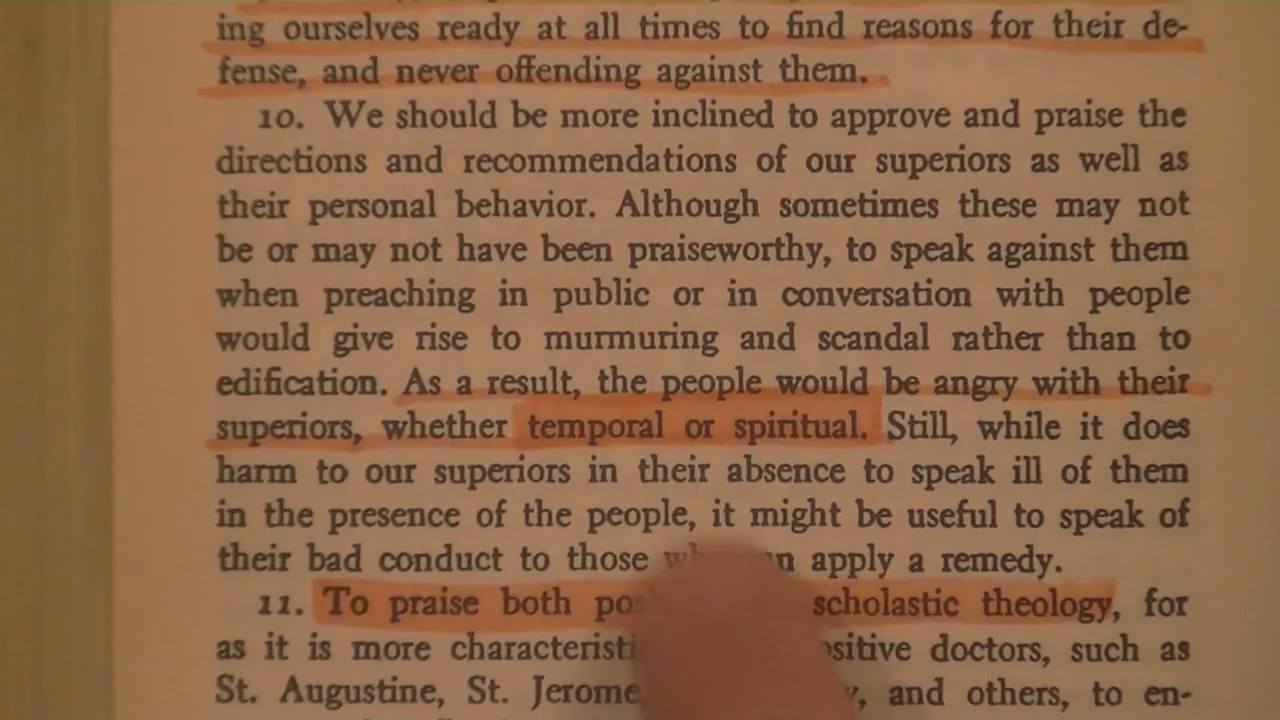 ing ourselves ready at all times to find reasons for their de-
fense, and never offending against them.
10. We should be more inclined to approve and praise the
directions and recommendations of our superiors as well as
their personal behavior. Although sometimes these may not
be or may not have been praiseworthy, to speak against them
when preaching in public or in conversation with people
would give rise to murmuring and scandal rather than to
edification. As a result, the people would be angry with their
superiors, whether temporal or spiritual. Still, while it does
harm to our superiors in their absence to speak ill of them
in the presence of the people, it might be useful to speak of
their bad conduct to those apply a remedy.
11. To praise both scholastic theology, for
as it is more doctors, such as
St. Augustine, St. Jerome and others, to en-